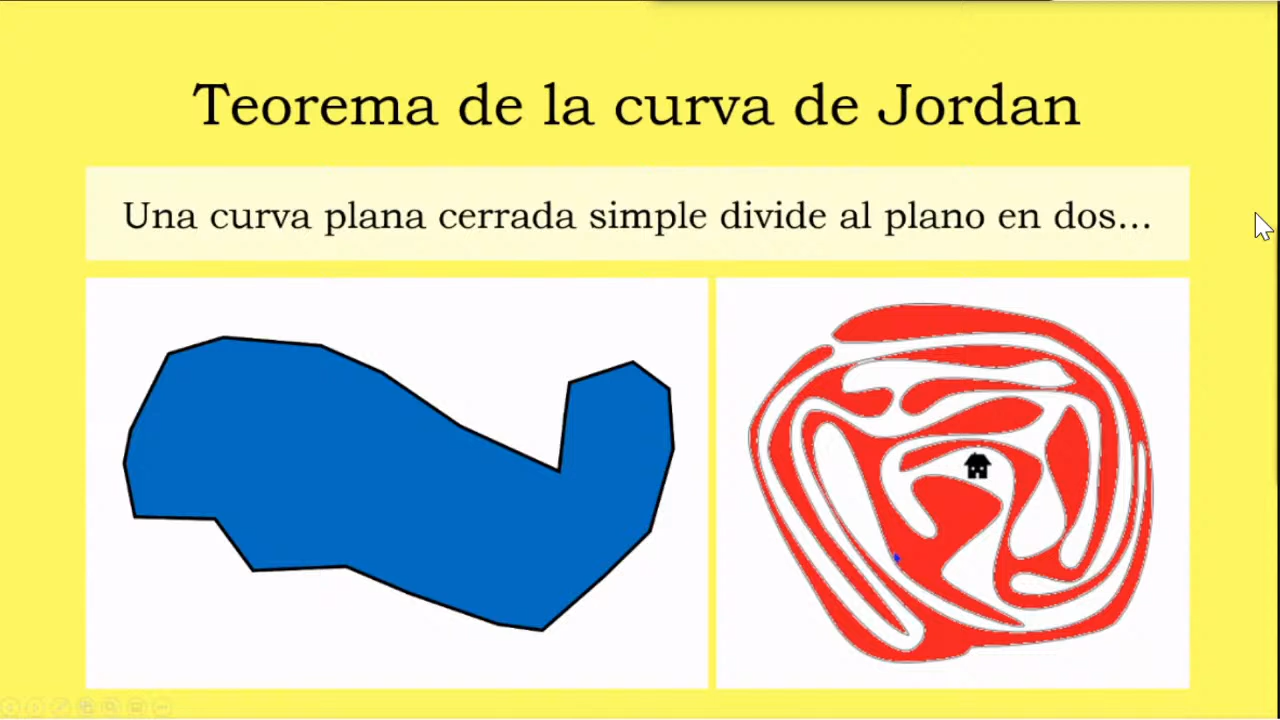 Teorema de la curva de Jordan
Una curva plana cerrada simple divide al plano en dos...